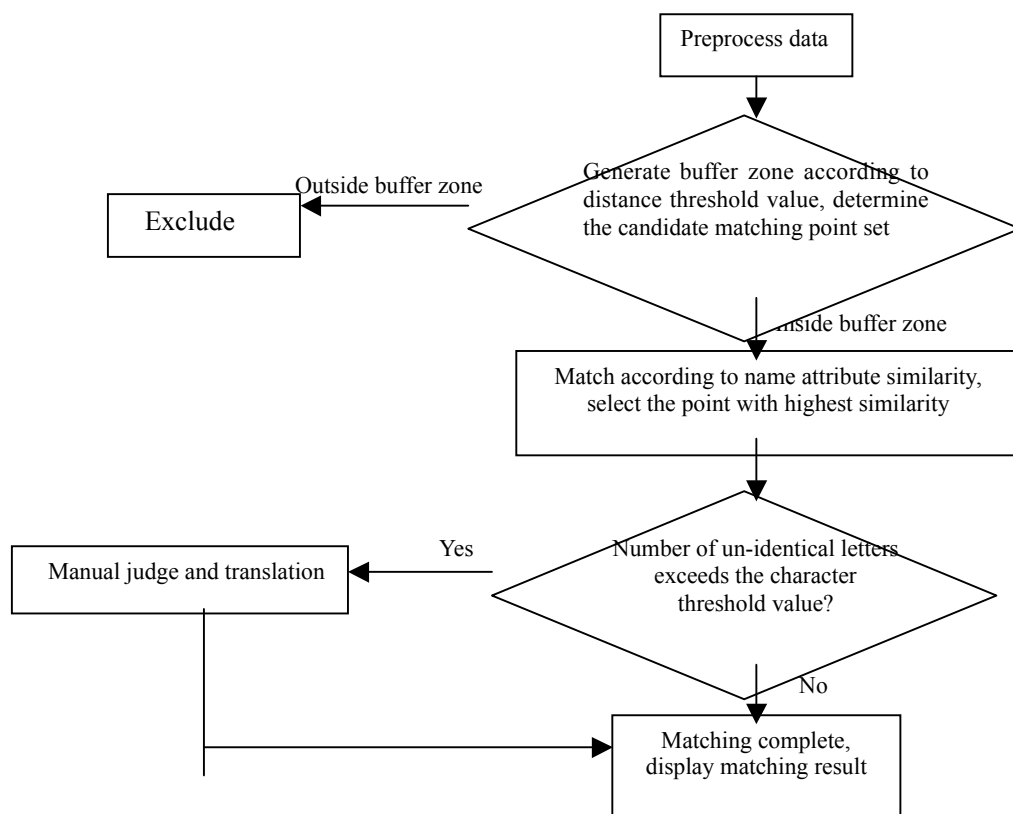 Preprocess data
Generate buffer zone according to
distance threshold value, determine
the candidate matching point set
Outside buffer zone
Exclude
Inside buffer zone
Match according to name attribute similarity,
select the point with highest similarity
Number of un-identical letters
exceeds the character
threshold value?
Yes
Manual judge and translation
No
Matching complete,
display matching result